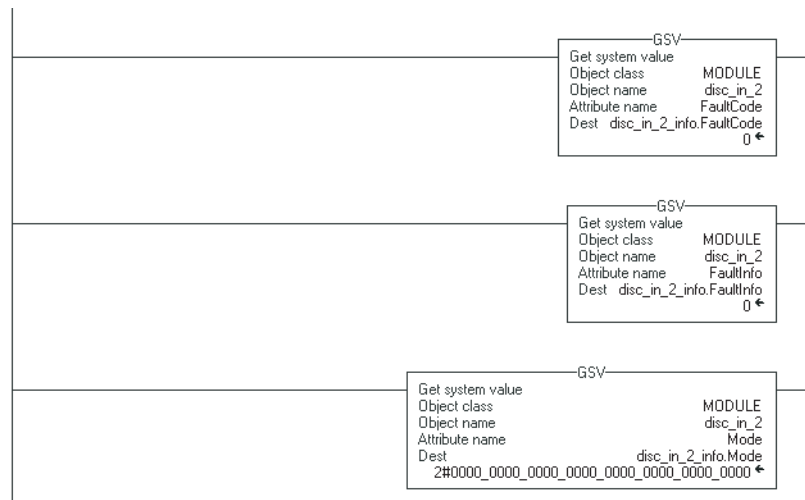 GSV
Get system value
Object class MODULE
Object name disc_in_2
Attribute name FaultCode
Dest disc_in_2_info.FaultCode
0
GSV
Get system value
Object class MODULE
Object name disc_in_2
Attribute name FaultInfo
Dest disc_in_2_info.FaultInfo
0
GSV
Get system value
Object class MODULE
Object name disc_in_2
Attribute name Mode
Dest disc_in_2_info.Mode
2#0000_0000_0000_0000_0000_0000_0000_0000